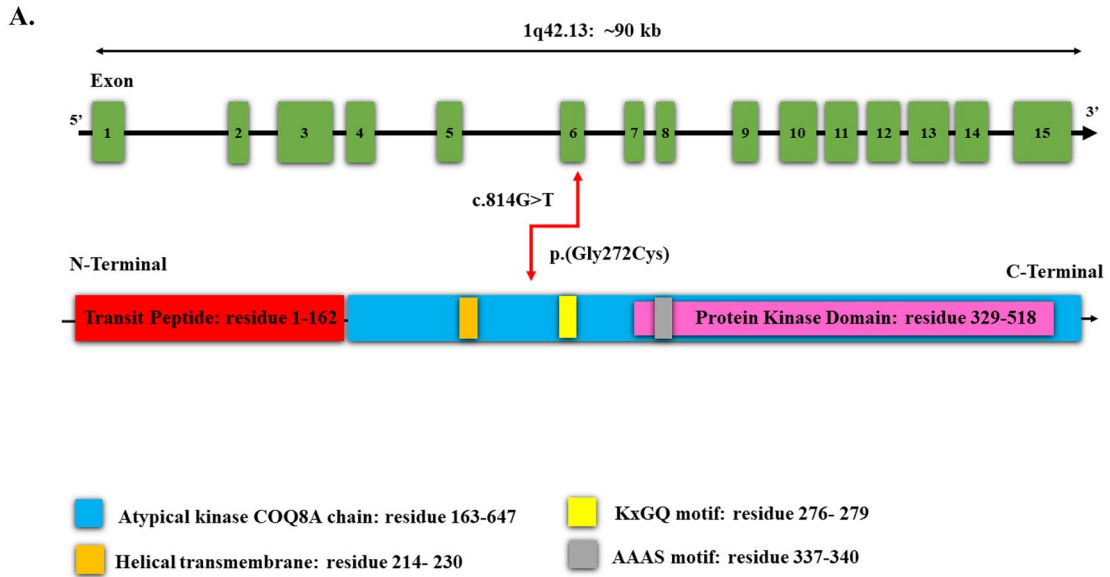 A.
1q42.13: ~90 kb
Exon
5’ 1 2 3 4 5 6 7 8 9 10 11 12 13 14 15 3’
c.814G>T
p.(Gly272Cys)
N-Terminal
C-Terminal
Transit Peptide: residue 1-162
Protein Kinase Domain: residue 329-518
Atypical kinase COQ8A chain: residue 163-647
KxGQ motif: residue 276- 279
Helical transmembrane: residue 214- 230
AAAS motif: residue 337-340